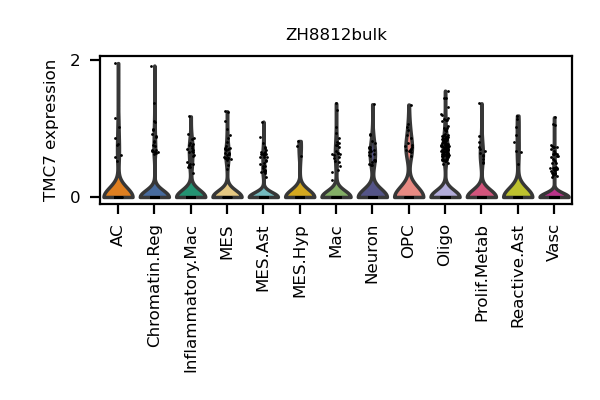 ZH8812bulk
TMC7 expression
2
0
AC
Chromatin.Reg
Inflammatory.Mac
MES
MES.Ast
MES.Hyp
Mac
Neuron
OPC
Oligo
Prolif.Metab
Reactive.Ast
Vasc